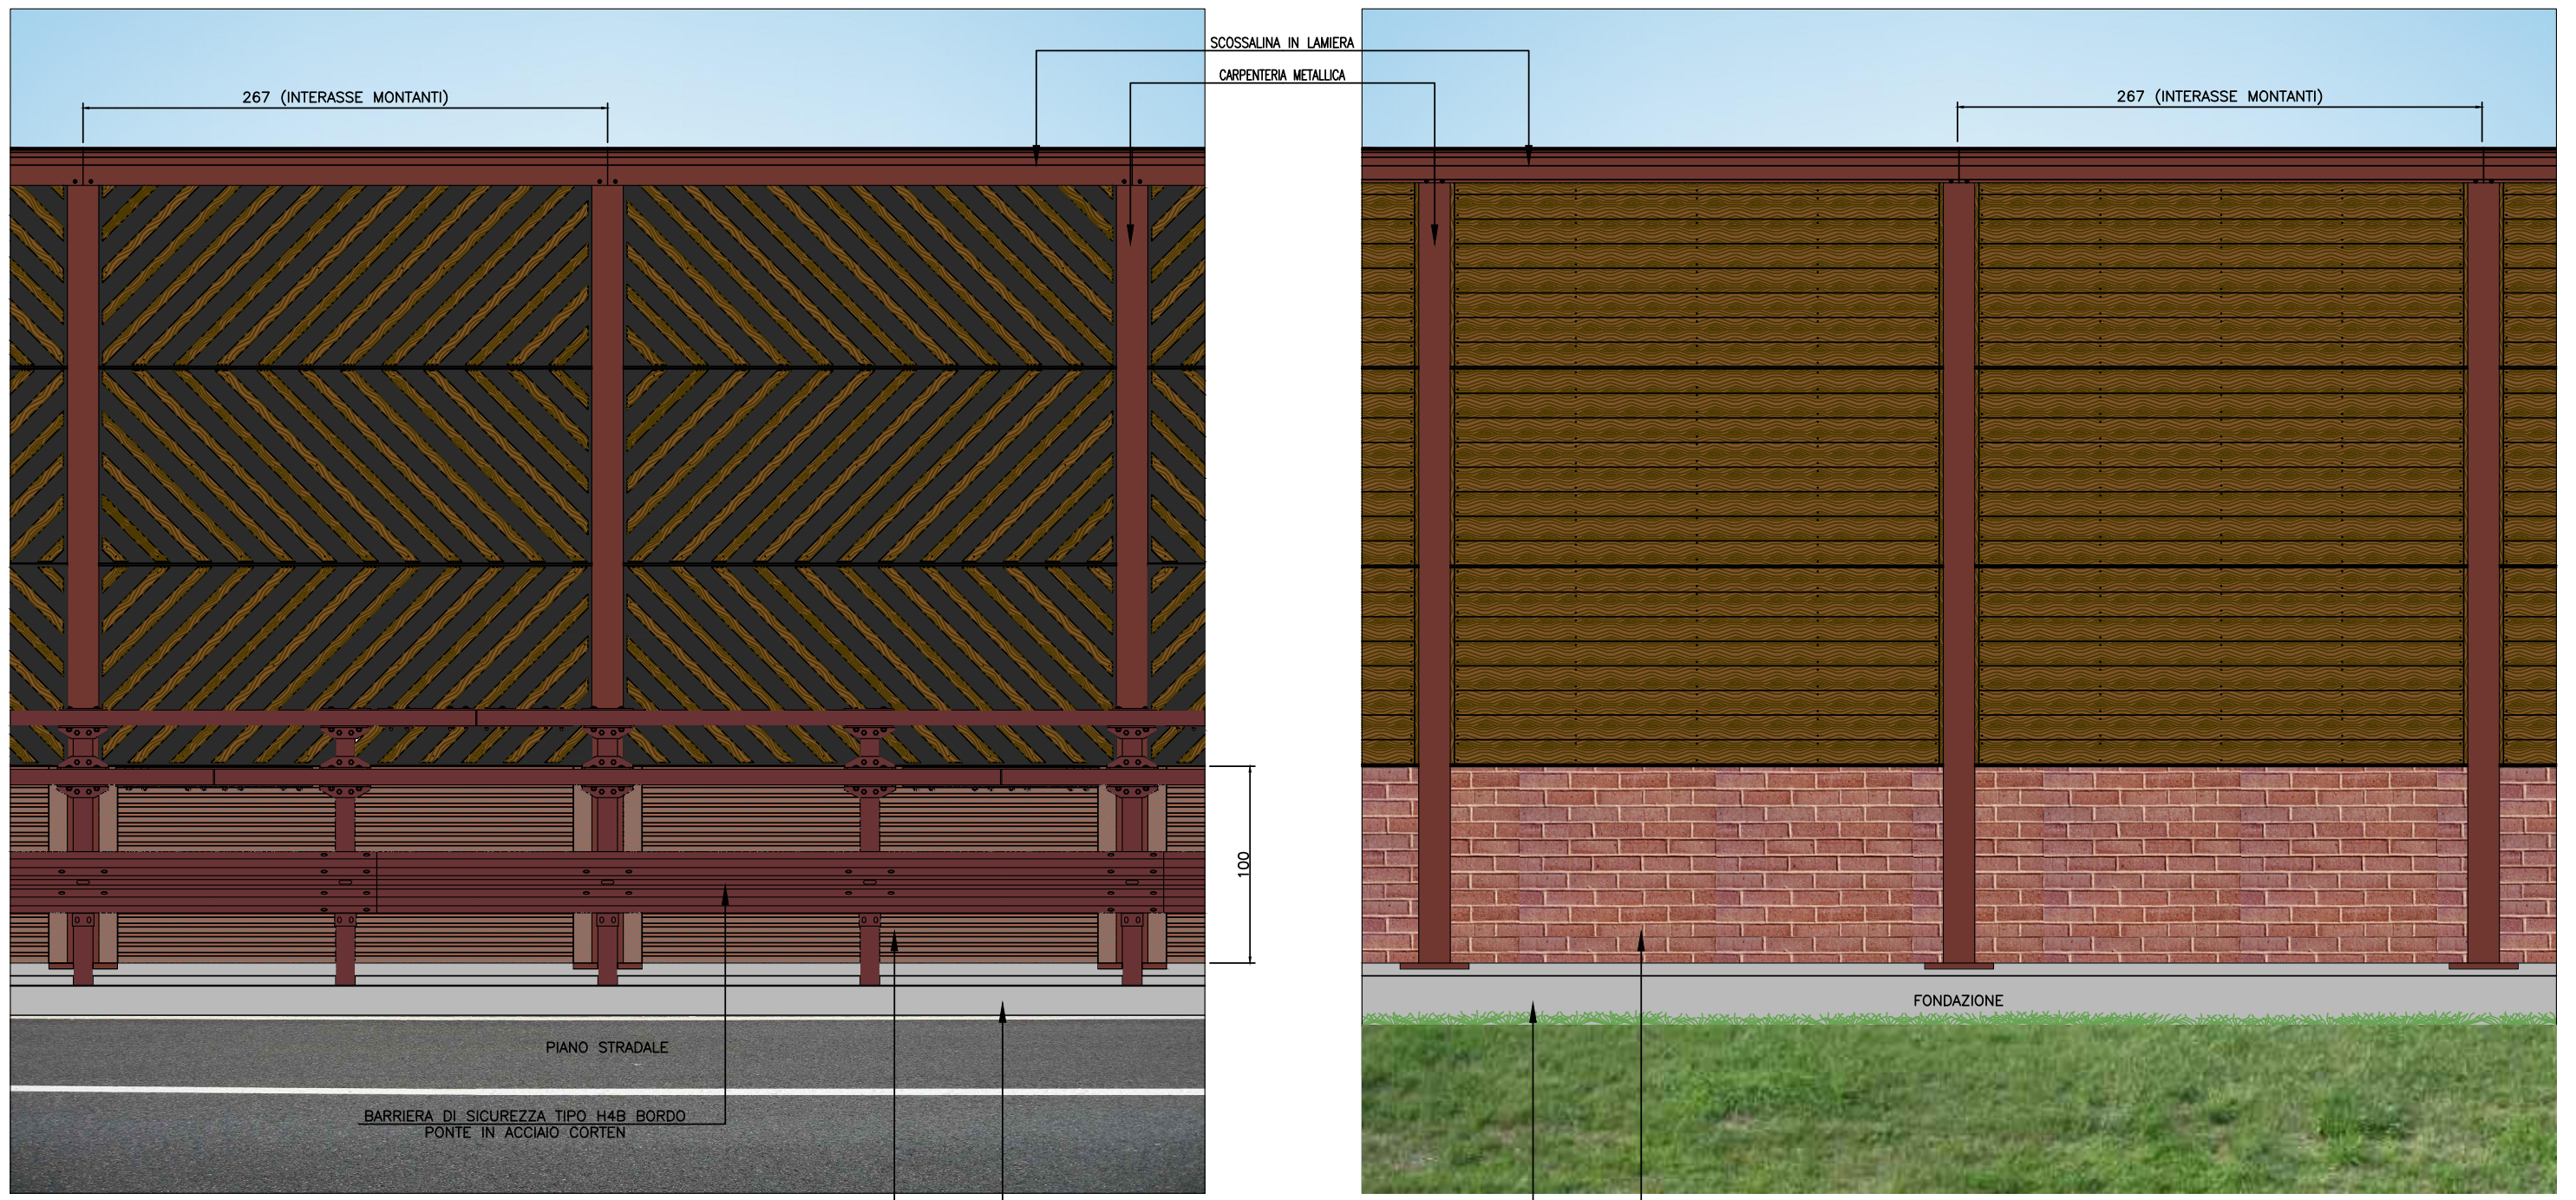 SCOSSALINA IN LAMIERA
CARPENTERIA METALLICA
267 (INTERASSE MONTANTI)
267 (INTERASSE MONTANTI)
100
FONDAZIONE
PIANO STRADALE
BARRIERA DI SICUREZZA TIPO H4B BORDO
PONTE IN ACCIAIO CORTEN